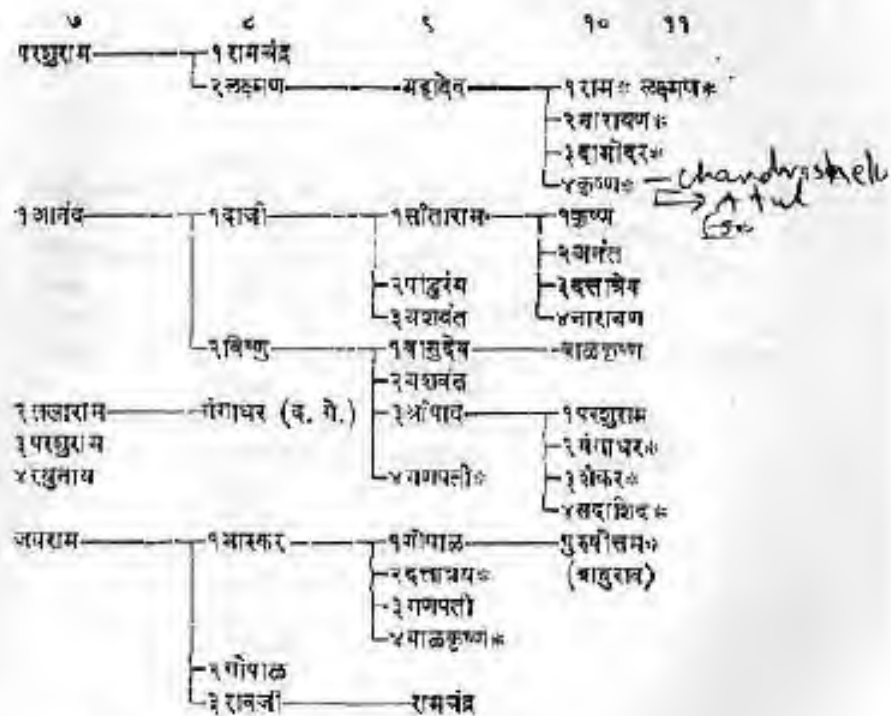 ७ ८ ९ १० ११
परशुराम १ रामचंद्र
२ लक्ष्मण महादेव १ राम* लक्ष्मण*
२ नारायण*
३ दामोदर*
४ कृष्ण*
Atul
१ आनंद १ दाजी १ सीताराम १ कृष्ण
२ अनंत
२ पांडुरंग ३ दत्तात्रेय
३ यशवंत ४ नारायण
२ विष्णु १ वासुदेव बाळकृष्ण
२ यशवंत
२ सखाराम गंगाधर (द. गे.) ३ श्रीपाद १ परशुराम
३ परशुराम २ गंगाधर*
४ रघुनाथ ४ गणपती* ३ शंकर*
४ सदाशिव*
जयराम १ भास्कर १ गोपाळ पुरुषोत्तम*
२ दत्तात्रय* (बापुराव)
३ गणपती
४ बाळकृष्ण*
२ गोपाळ
३ रावजी रामचंद्र